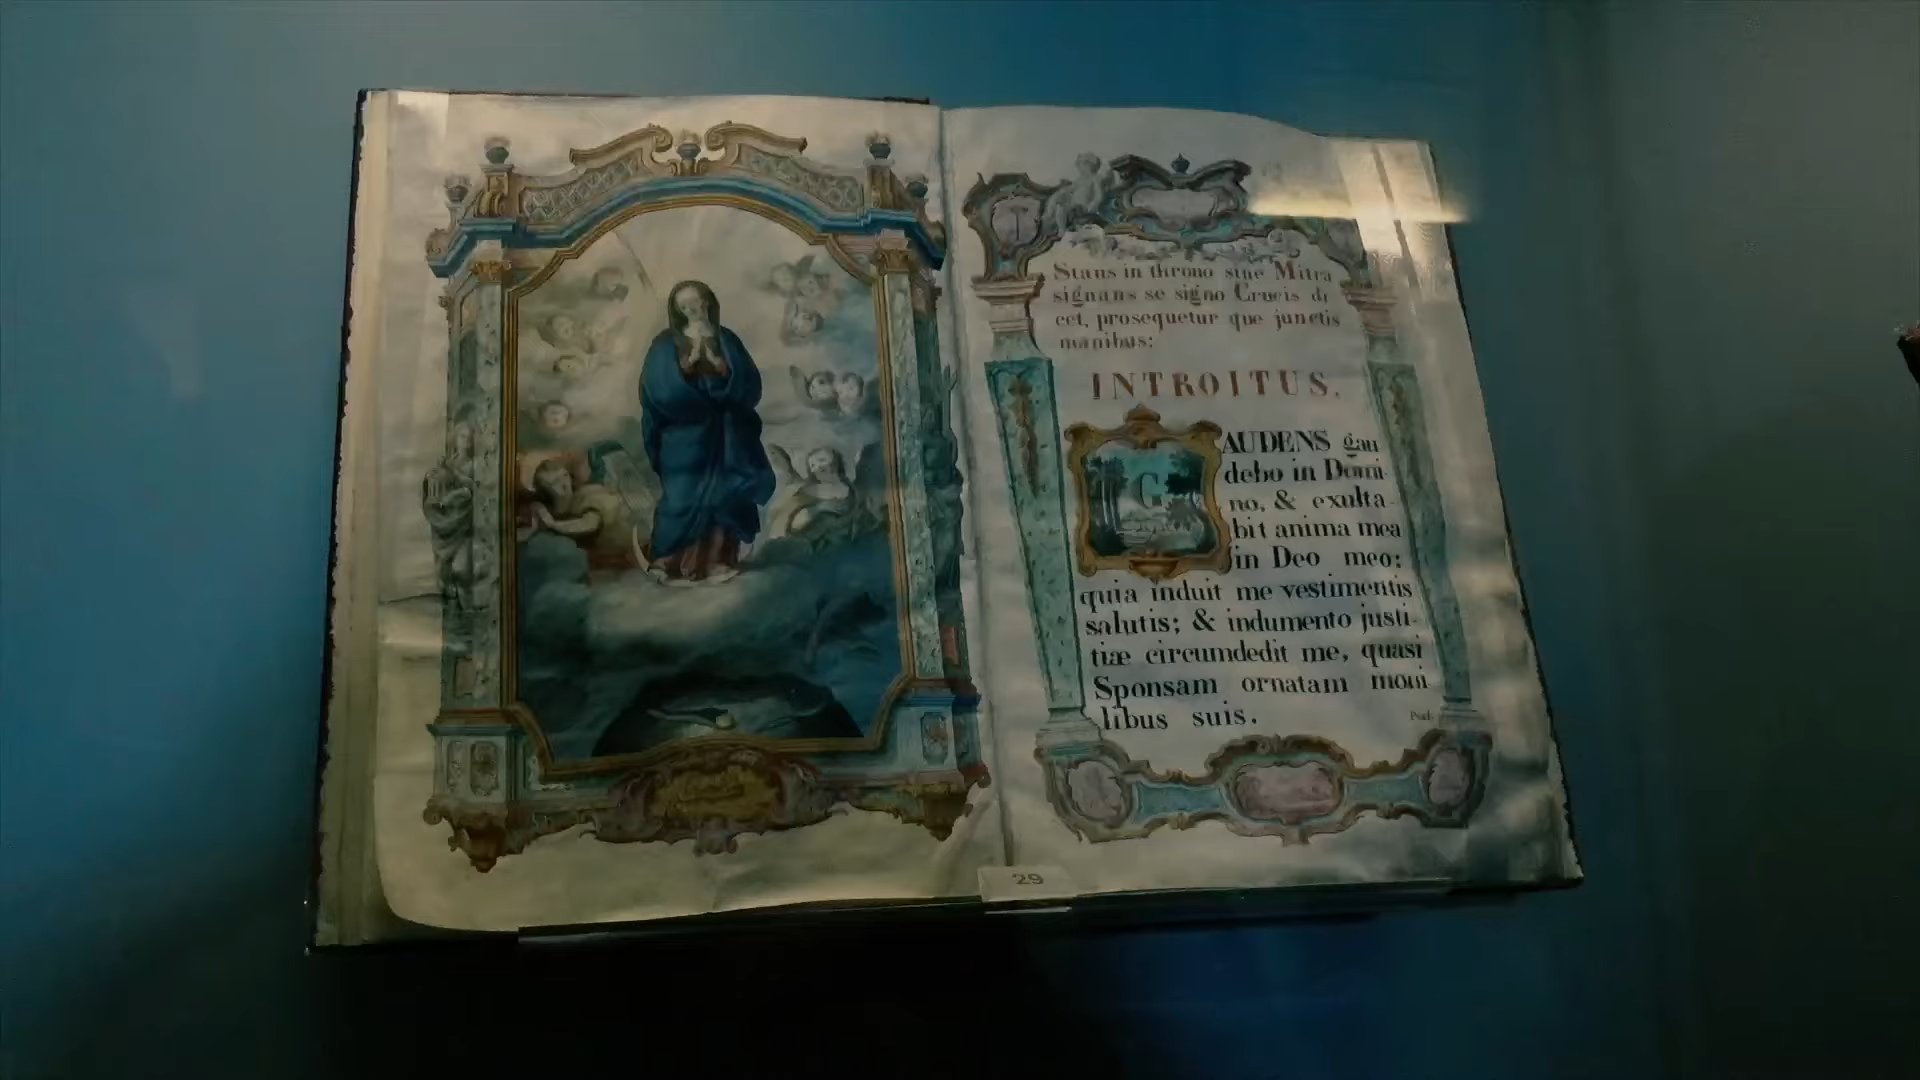 Stans in throno sine Mitra
signans se signo Crucis di
cet, prosequetur que junctis
manibus:
INTROITUS.
GAUDENS gau
debo in Domi-
no, & exulta-
bit anima mea
in Deo meo:
quia induit me vestimentis
salutis; & indumento justi-
tiæ circumdedit me, quasi
Sponsam ornatam moni
libus suis.
29